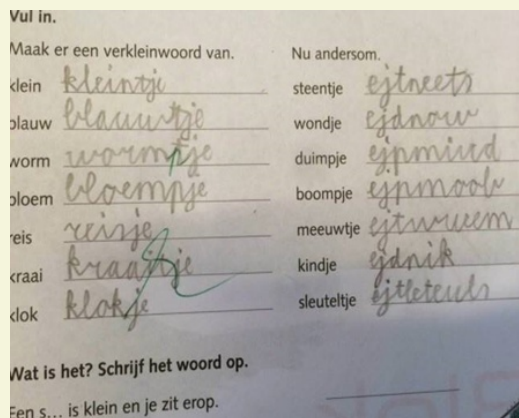 Vul in.
Maak er een verkleinwoord van.
klein kleintje
blauw blauwtje
worm wormpje
bloem bloempje
reis reisje
kraai kraaitje
klok klokje
Nu andersom.
steentje ejtneets
wondje ejdnow
duimpje ejpmiud
boompje ejpmoob
meeuwtje ejtwueem
kindje ejdnik
sleuteltje ejtleteuls
Wat is het? Schrijf het woord op.
Een s... is klein en je zit erop.